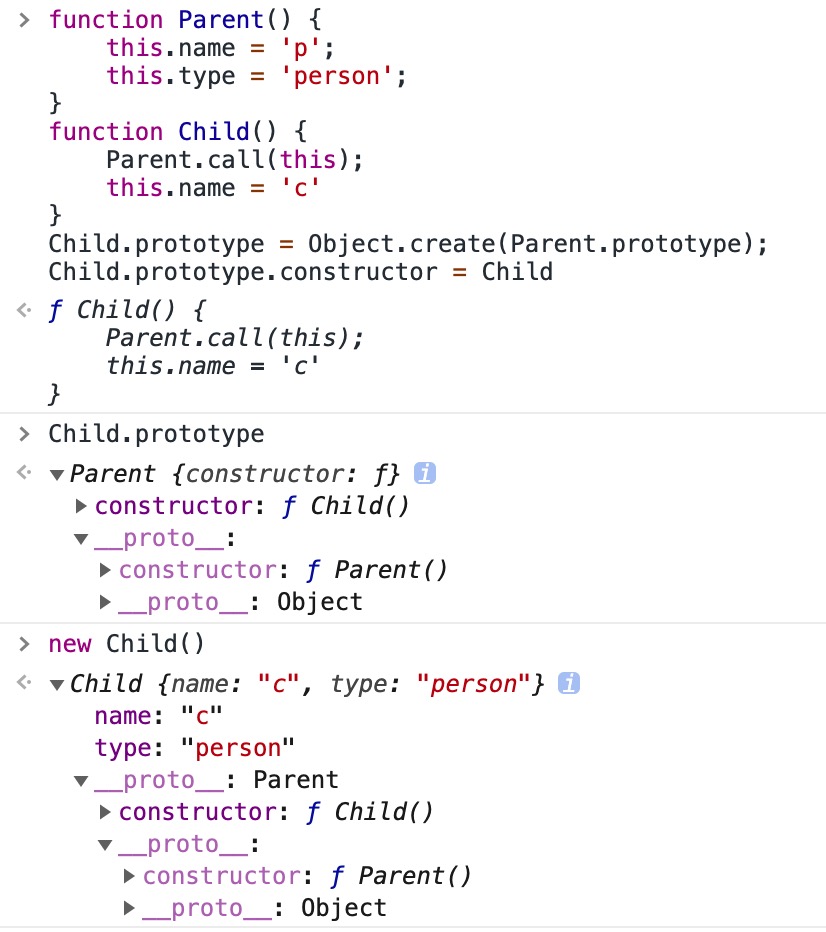 > function Parent() {
    this.name = 'p';
    this.type = 'person';
}
function Child() {
    Parent.call(this);
    this.name = 'c'
}
Child.prototype = Object.create(Parent.prototype);
Child.prototype.constructor = Child
<· ƒ Child() {
    Parent.call(this);
    this.name = 'c'
}
> Child.prototype
<· ▼Parent {constructor: ƒ} i
  ▶constructor: ƒ Child()
  ▼__proto__:
    ▶constructor: ƒ Parent()
    ▶__proto__: Object
> new Child()
<· ▼Child {name: "c", type: "person"} i
    name: "c"
    type: "person"
  ▼__proto__: Parent
    ▶constructor: ƒ Child()
    ▼__proto__:
      ▶constructor: ƒ Parent()
      ▶__proto__: Object